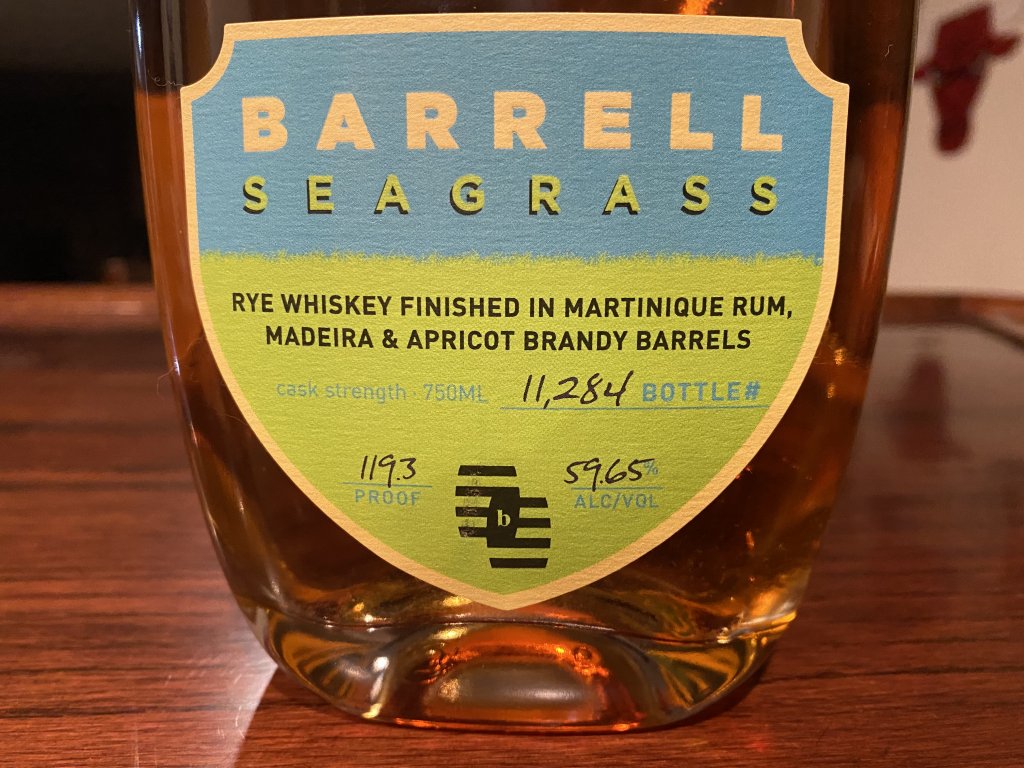 BARRELL
SEAGRASS
RYE WHISKEY FINISHED IN MARTINIQUE RUM,
MADEIRA & APRICOT BRANDY BARRELS
cask strength · 750ML 11,284 BOTTLE#
119.3 59.65%
PROOF b ALC/VOL